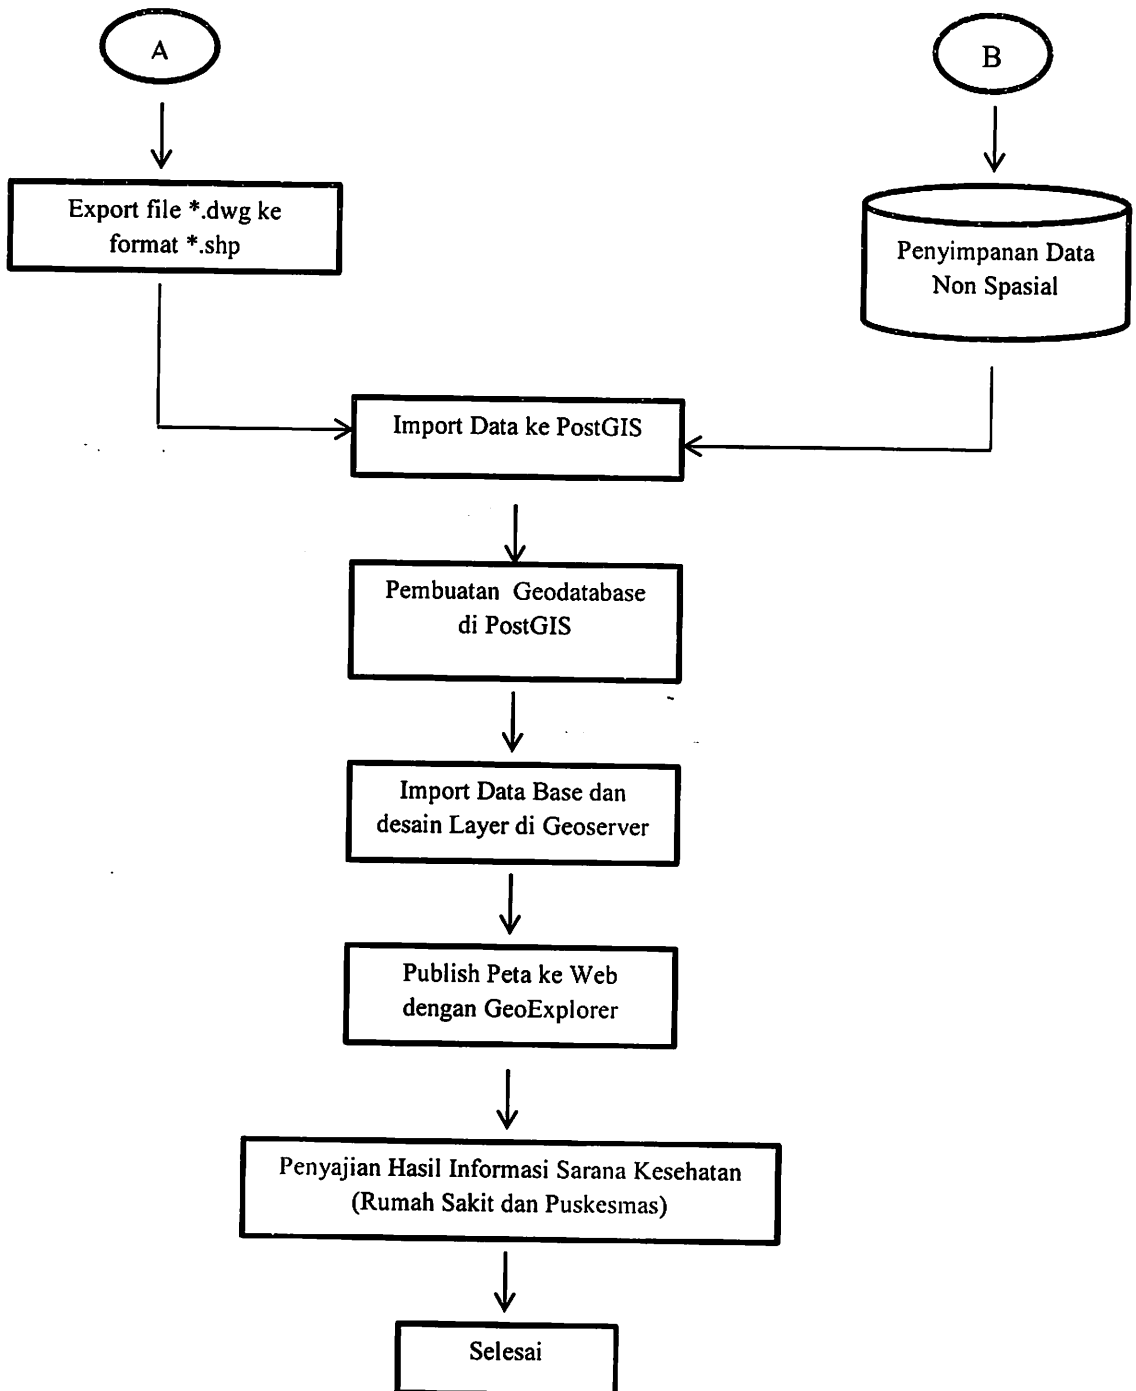 A
B
Export file *.dwg ke
format *.shp
Penyimpanan Data
Non Spasial
Import Data ke PostGIS
Pembuatan Geodatabase
di PostGIS
Import Data Base dan
desain Layer di Geoserver
Publish Peta ke Web
dengan GeoExplorer
Penyajian Hasil Informasi Sarana Kesehatan
(Rumah Sakit dan Puskesmas)
Selesai